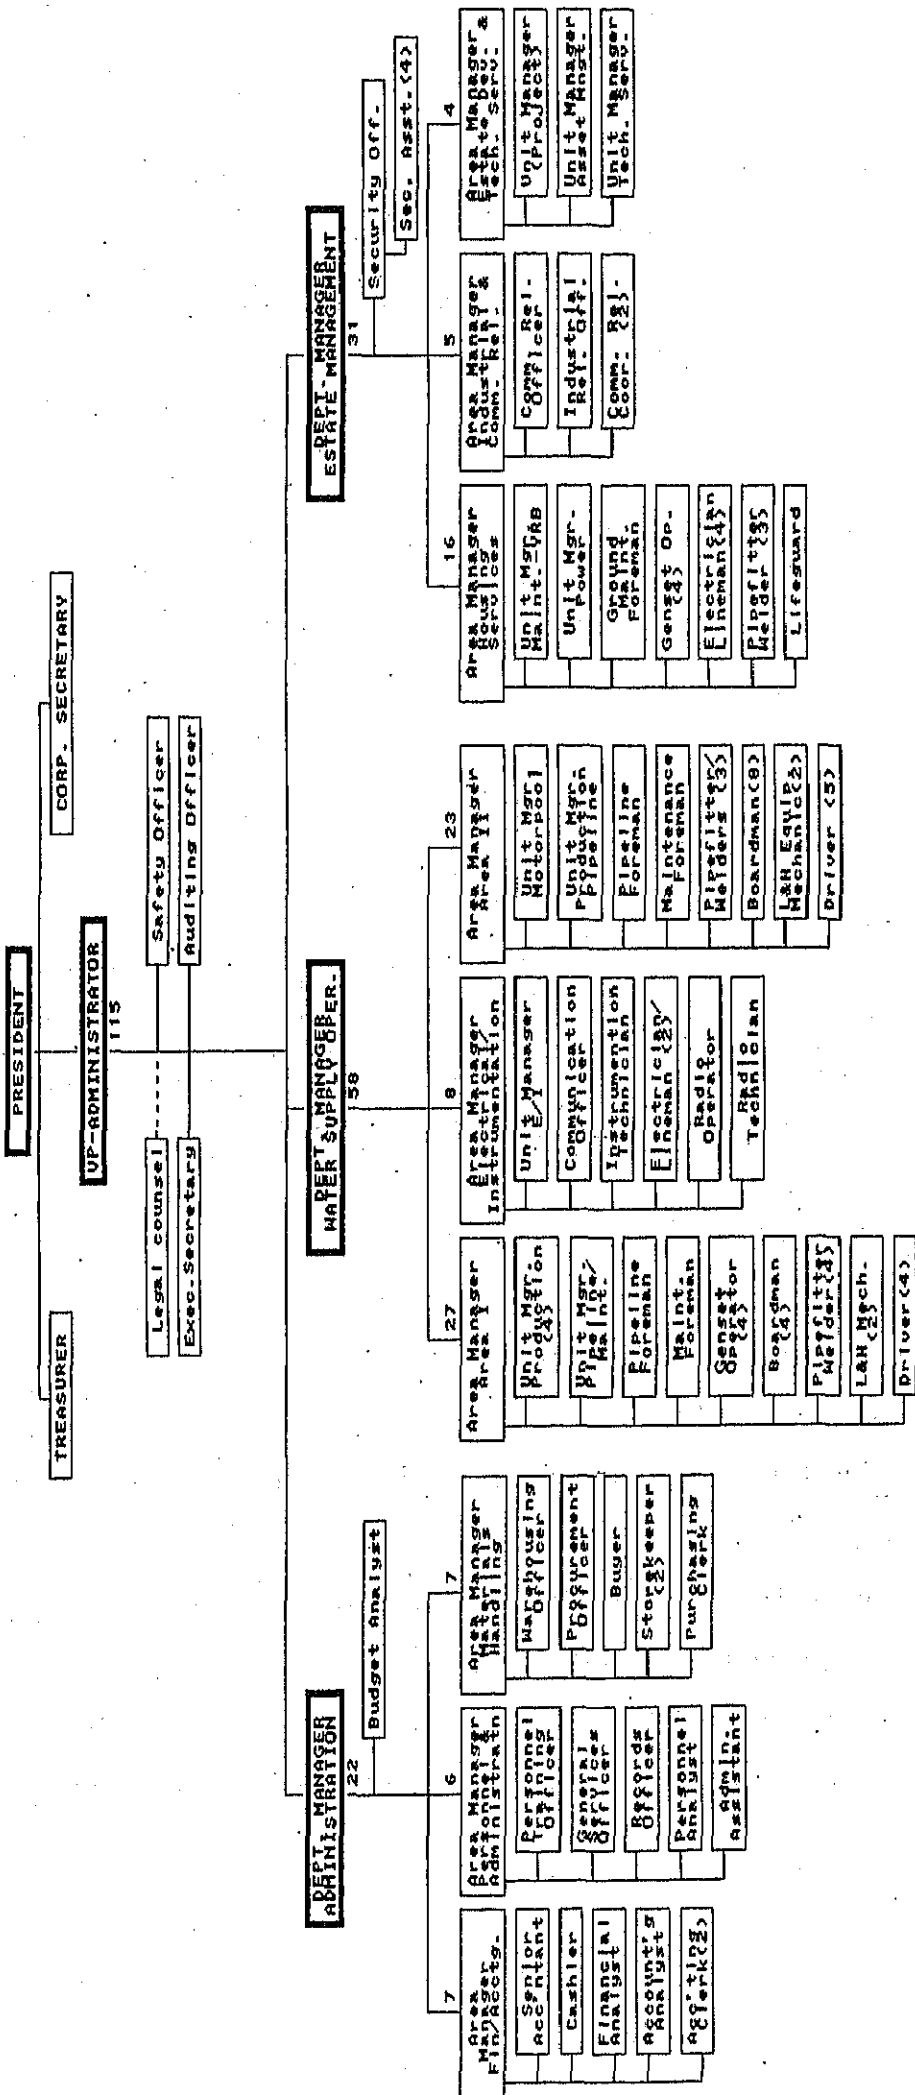 PRESIDENT
TREASURER
CORP. SECRETARY
VP-ADMINISTRATOR
115
Legal counsel
Safety Officer
Exec.Secretary
Auditing Officer
DEPT. MANAGER
ADMINISTRATION
22
Budget Analyst
DEPT. MANAGER
WATER SUPPLY OPER.
58
DEPT. MANAGER
ESTATE MANAGEMENT
31
Security Off.
Sec. Asst.(4)
7
Area
Manager
Fin/Acctg.
Senior
Acc'ntant
Cashier
Financial
Analyst
Account'g
Analyst
Acc'ting
Clerk(2)
6
Area Manager
Personnel &
Administratn
Personnel
Training
Officer
General
Services
Officer
Records
Officer
Personnel
Analyst
Admin.
Assistant
7
Area Manager
Materials
Handling
Warehousing
Officer
Procurement
Officer
Buyer
Storekeeper
(2)
Purchasing
Clerk
27
Area Manager
Area I
Unit Mgr.
Production
(4)
Unit Mgr.
Pipeline/
Maint.
Pipeline
Foreman
Maint.
Foreman
Genset
Operator
(4)
Boardman
(4)
Pipefitter
Welder(4)
L&H Mech.
(2)
Driver(4)
8
Area Manager
Electrical/
Instrumentation
Unit Manager
E/I
Communication
Officer
Instrumention
Technician
Electrician/
Lineman (2)
Radio
Operator
Radio
Technician
23
Area Manager
Area II
Unit Mgr.
Motorpool
Unit Mgr.
Production
Pipeline
Pipeline
Foreman
Maintenance
Foreman
Pipefitter/
Welders (3)
Boardman(8)
L&H Equip.
Mechanic(2)
Driver (5)
16
Area Manager
Housing
Services
Unit Mgr.
Maint.-URB
Unit Mgr.
Power
Ground
Maint.
Foreman
Genset Op.
(4)
Electrician
Lineman(4)
Pipefitter
Welder (3)
Lifeguard
5
Area Manager
Industrial &
Comm. Rel.
Comm. Rel.
Officer
Industrial
Rel. Off.
Comm. Rel.
Coor. (2)
4
Area Manager
Estate Dev. &
Tech. Serv.
Unit Manager
(Project)
Unit Manager
Asset Mngt.
Unit Manager
Tech. Serv.